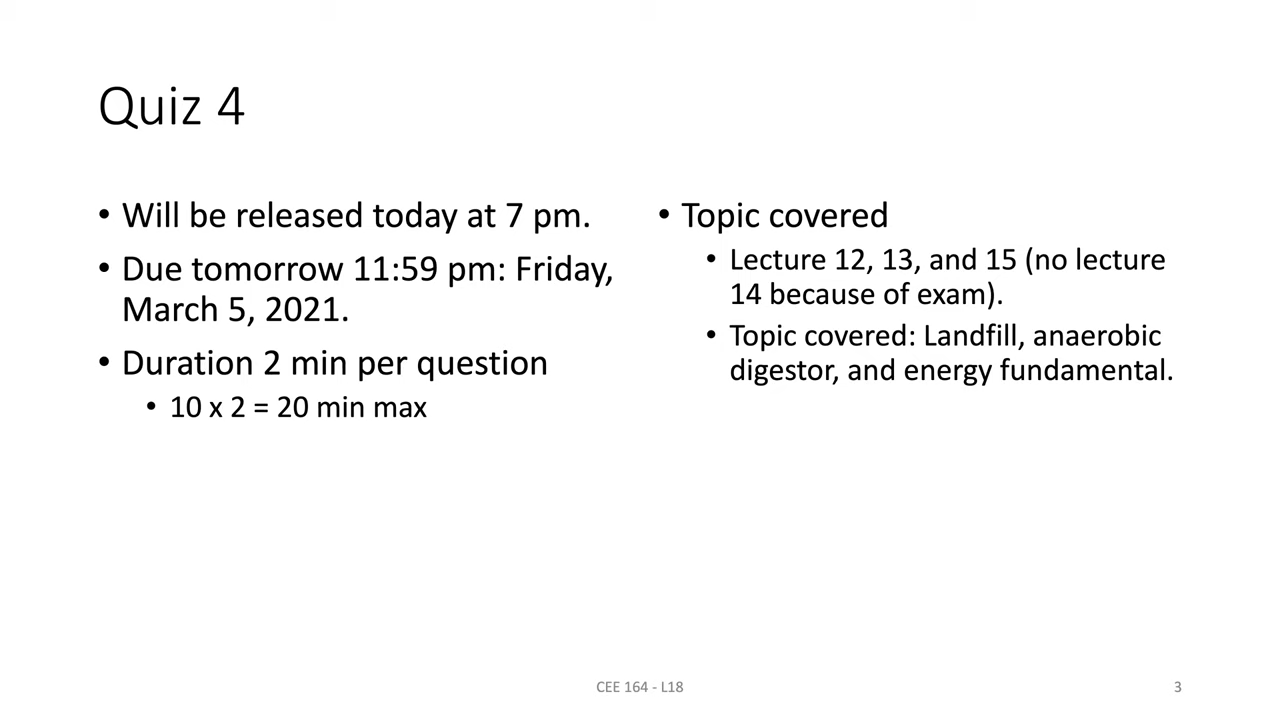 Quiz 4
• Will be released today at 7 pm.
• Due tomorrow 11:59 pm: Friday,
March 5, 2021.
• Duration 2 min per question
• 10 x 2 = 20 min max
• Topic covered
• Lecture 12, 13, and 15 (no lecture
14 because of exam).
• Topic covered: Landfill, anaerobic
digestor, and energy fundamental.
CEE 164 - L18
3